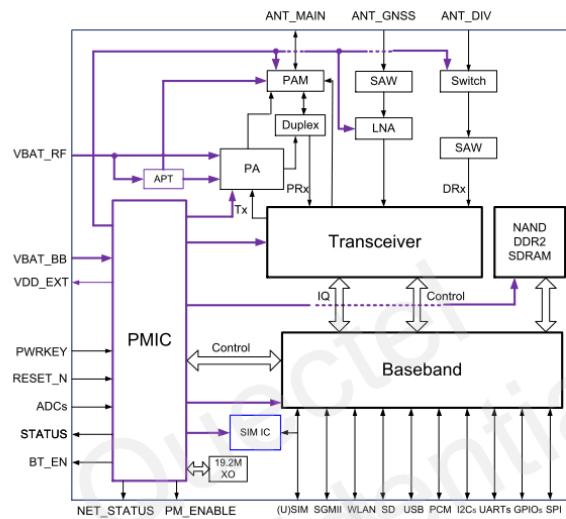 ANT_MAIN ANT_GNSS ANT_DIV
PAM SAW Switch
Duplex LNA
VBAT_RF
PA
SAW
APT
PRx DRx
Tx
Transceiver
NAND
DDR2
SDRAM
VBAT_BB
VDD_EXT
IQ Control
PMIC
PWRKEY
Control
Baseband
RESET_N
ADCs
STATUS
SIM IC
BT_EN
19.2M
XO
NET_STATUS PM_ENABLE (U)SIM SGMII WLAN SD USB PCM I2Cs UARTs GPIOs SPI
Quectel